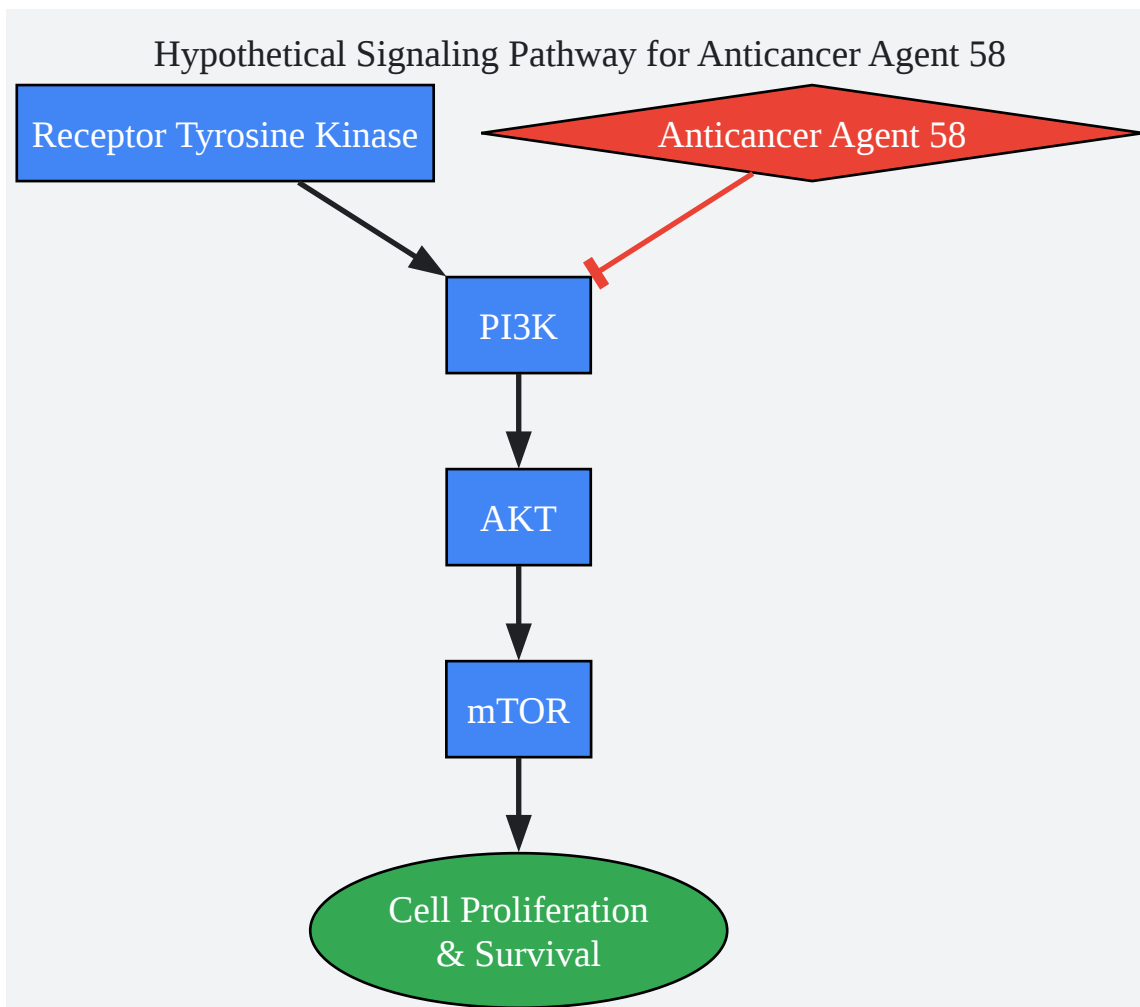 Hypothetical Signaling Pathway for Anticancer Agent 58
Receptor Tyrosine Kinase
Anticancer Agent 58
PI3K
AKT
mTOR
Cell Proliferation
& Survival